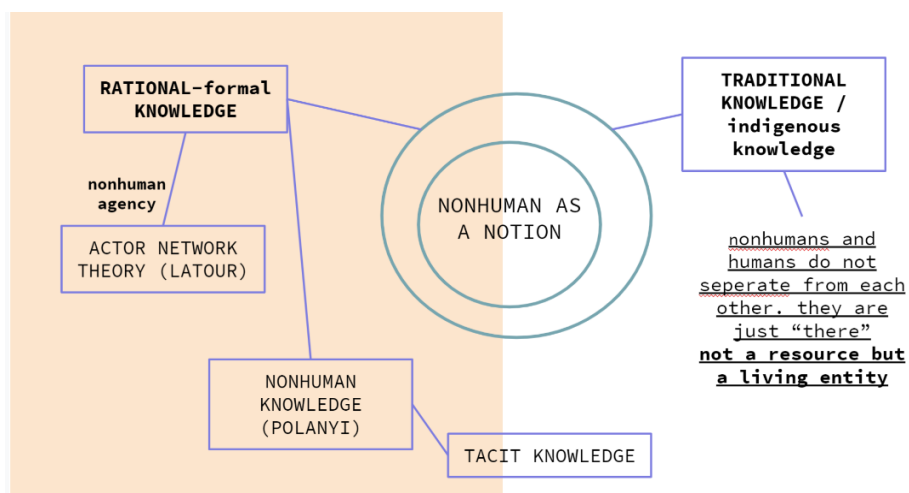 RATIONAL-formal
KNOWLEDGE
nonhuman
agency
ACTOR NETWORK
THEORY (LATOUR)
NONHUMAN
KNOWLEDGE
(POLANYI)
TACIT KNOWLEDGE
NONHUMAN AS
A NOTION
TRADITIONAL
KNOWLEDGE /
indigenous
knowledge
nonhumans and
humans do not
seperate from each
other. they are
just “there”
not a resource but
a living entity